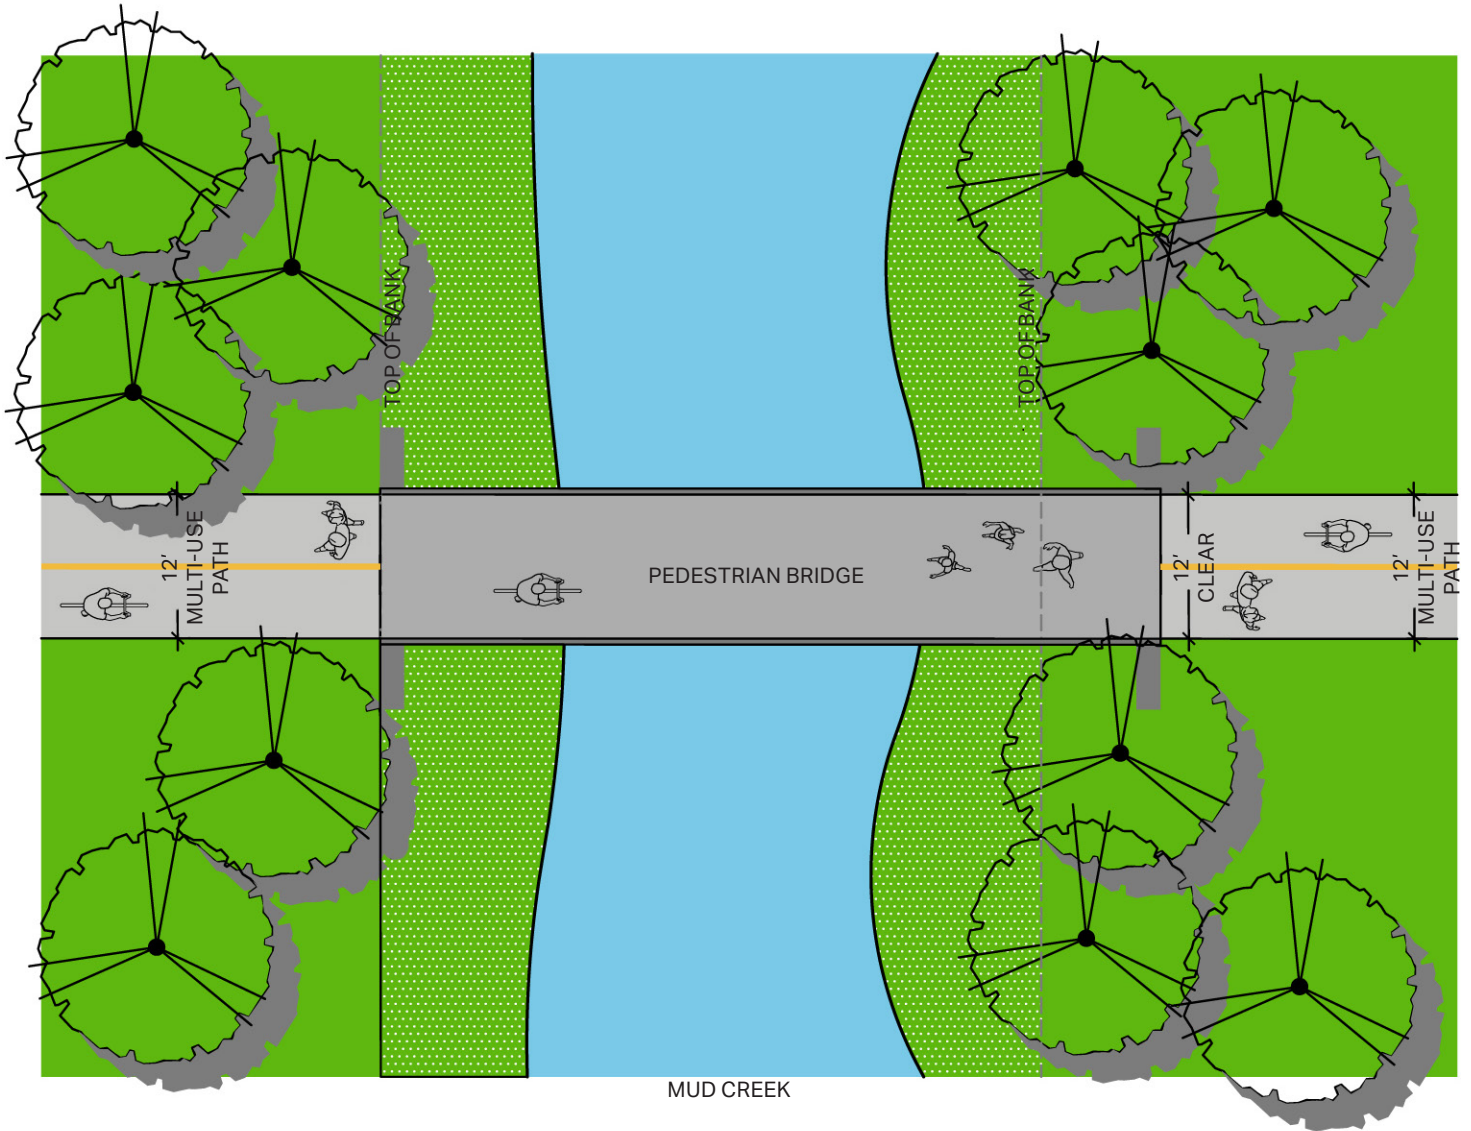 TOP OF BANK
TOP OF BANK
12'
MULTI-USE
PATH
PEDESTRIAN BRIDGE
12'
CLEAR
12'
MULTI-USE
PATH
MUD CREEK